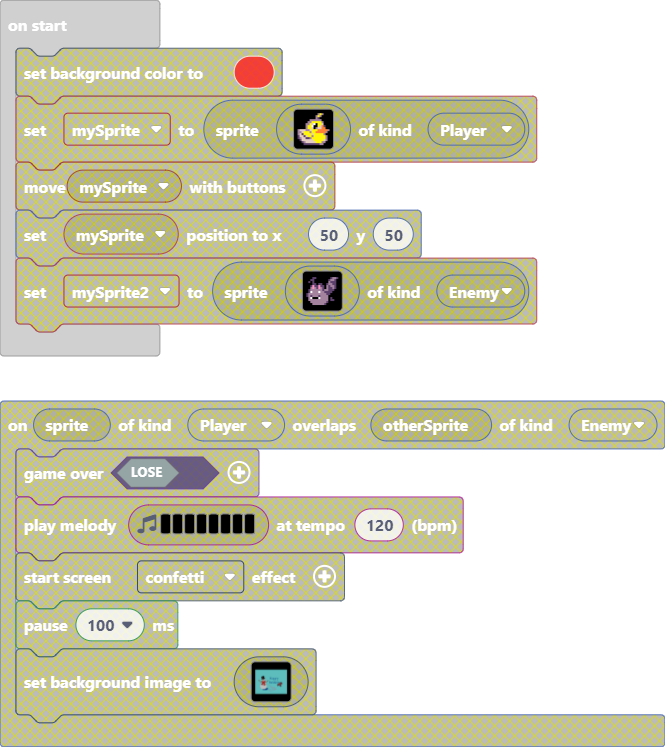 on start
set background color to
set mySprite to sprite of kind Player
move mySprite with buttons
set mySprite position to x 50 y 50
set mySprite2 to sprite of kind Enemy
on sprite of kind Player overlaps otherSprite of kind Enemy
game over LOSE
play melody at tempo 120 (bpm)
start screen confetti effect
pause 100 ms
set background image to